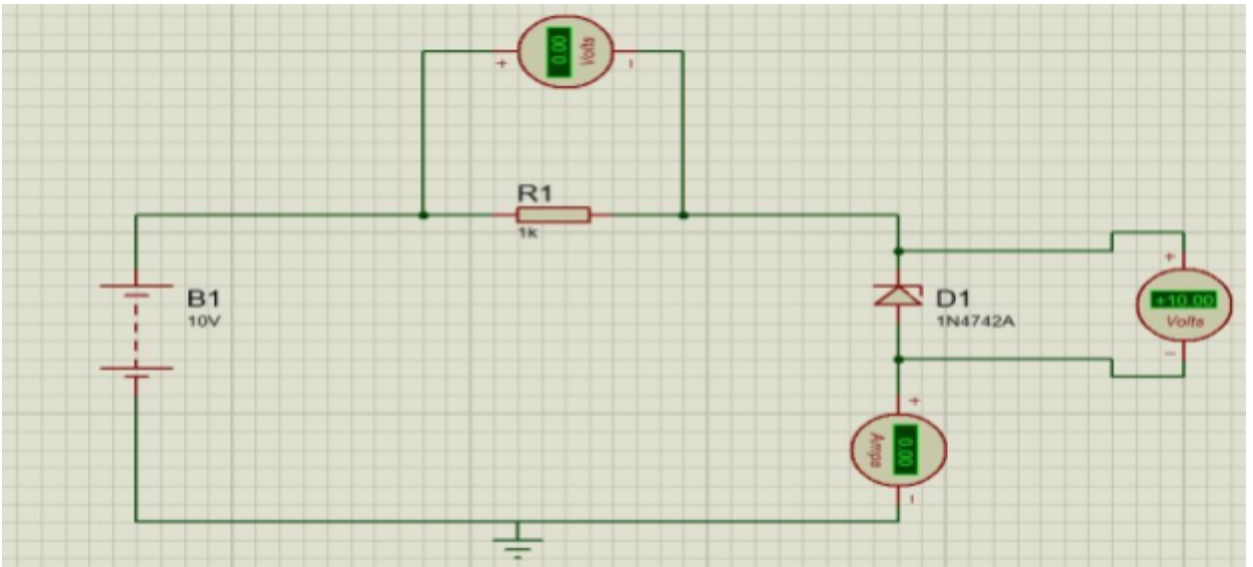 0.00
Volts
+
−
R1
1k
B1
10V
D1
1N4742A
+
+10.00
Volts
−
+
Amps
0.00
−